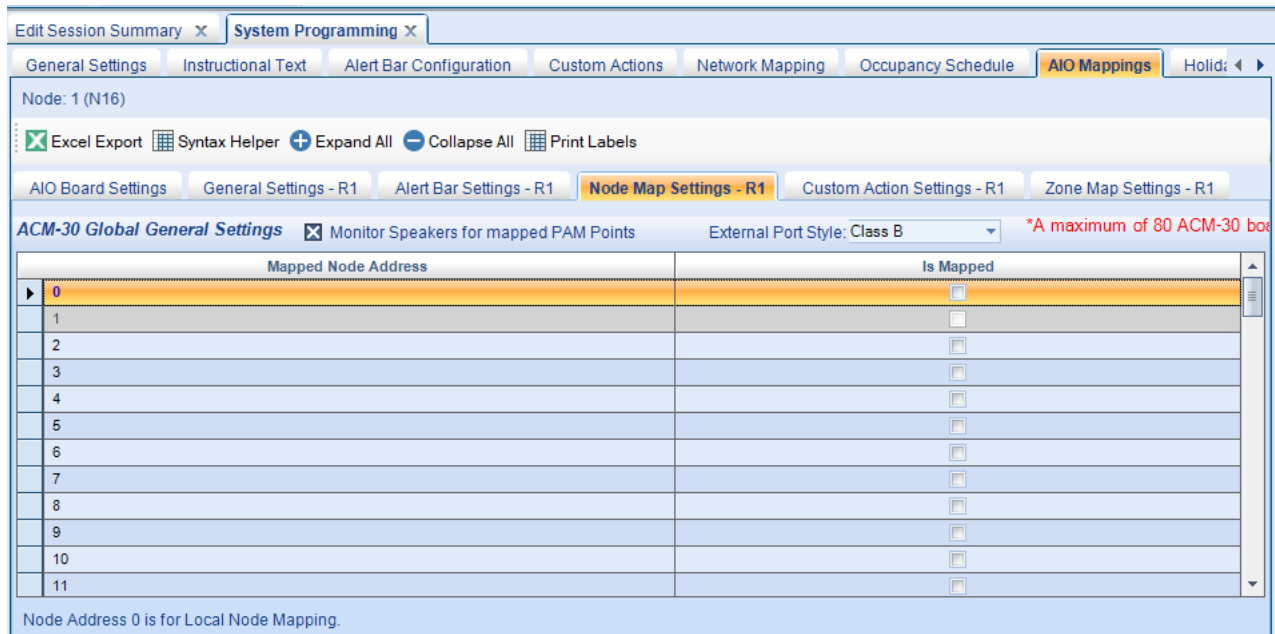 Edit Session Summary X System Programming X
General Settings Instructional Text Alert Bar Configuration Custom Actions Network Mapping Occupancy Schedule AIO Mappings
Node: 1 (N16)
Excel Export Syntax Helper Expand All Collapse All Print Labels
AIO Board Settings General Settings - R1 Alert Bar Settings - R1 Node Map Settings - R1 Custom Action Settings - R1 Zone Map Settings - R1
ACM-30 Global General Settings Monitor Speakers for mapped PAM Points External Port Style: Class B *A maximum of 80 ACM-30
Mapped Node Address Is Mapped
0
1
2
3
4
5
6
7
8
9
10
11
Node Address 0 is for Local Node Mapping.